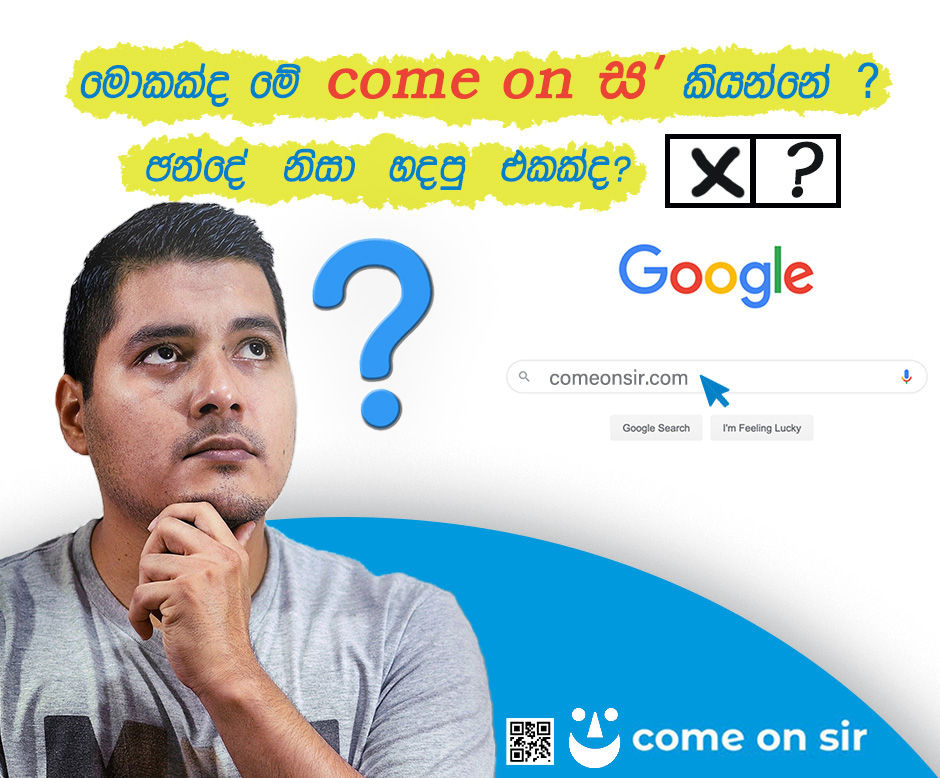 මොකක්ද මේ come on ස' කියන්නේ ?
ඡන්දේ නිසා හදපු එකක්ද?
X ?
?
Google
comeonsir.com
Google Search I'm Feeling Lucky
come on sir